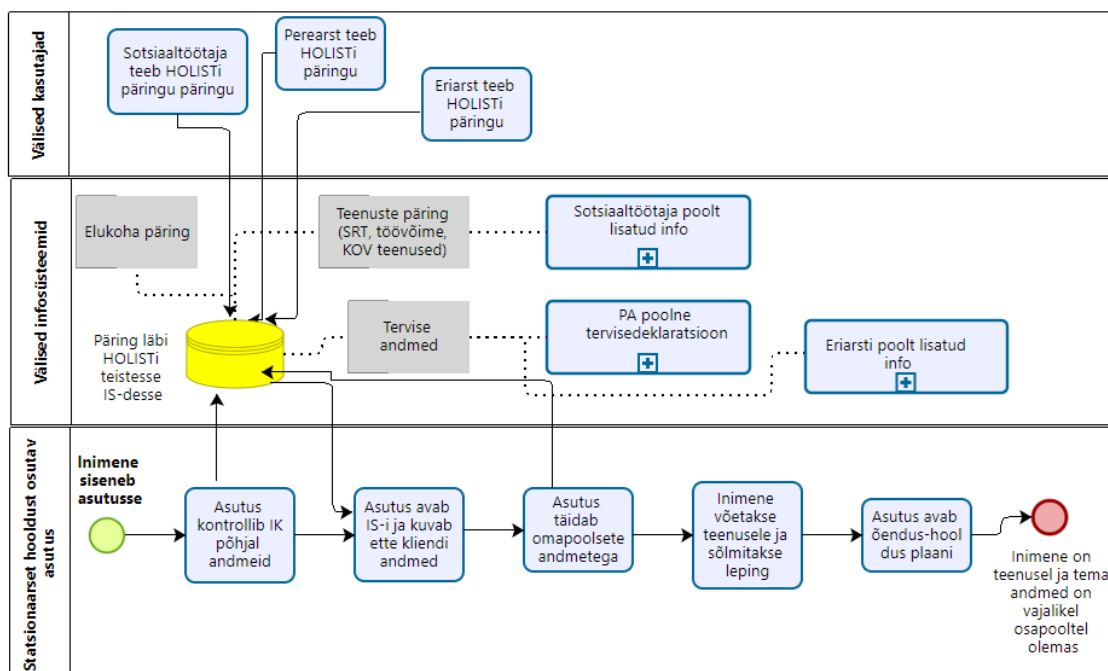 Välised kasutajad
Sotsiaaltöötaja
teeb HOLISTi
päringu päringu
Perearst teeb
HOLISTi
päringu
Eriarst teeb
HOLISTi
päringu
Välised infosüsteemid
Elukoha päring
Teenuste päring
(SRT, töövõime,
KOV teenused)
Sotsiaaltöötaja poolt
lisatud info
Päring läbi
HOLISTi
teistesse
IS-desse
Tervise
andmed
PA poolne
tervisedeklaratsioon
Eriarsti poolt lisatud
info
Statsionaarset hooldust osutav
asutus
Inimene
siseneb
asutusse
Asutus
kontrollib IK
põhjal
andmeid
Asutus avab
IS-i ja kuvab
ette kliendi
andmed
Asutus
täidab
omapoolsete
andmetega
Inimene
võetakse
teenusele ja
sõlmitakse
leping
Asutus avab
õendus-hool
dus plaani
Inimene on
teenusel ja tema
andmed on
vajalikel
osapooltel
olemas